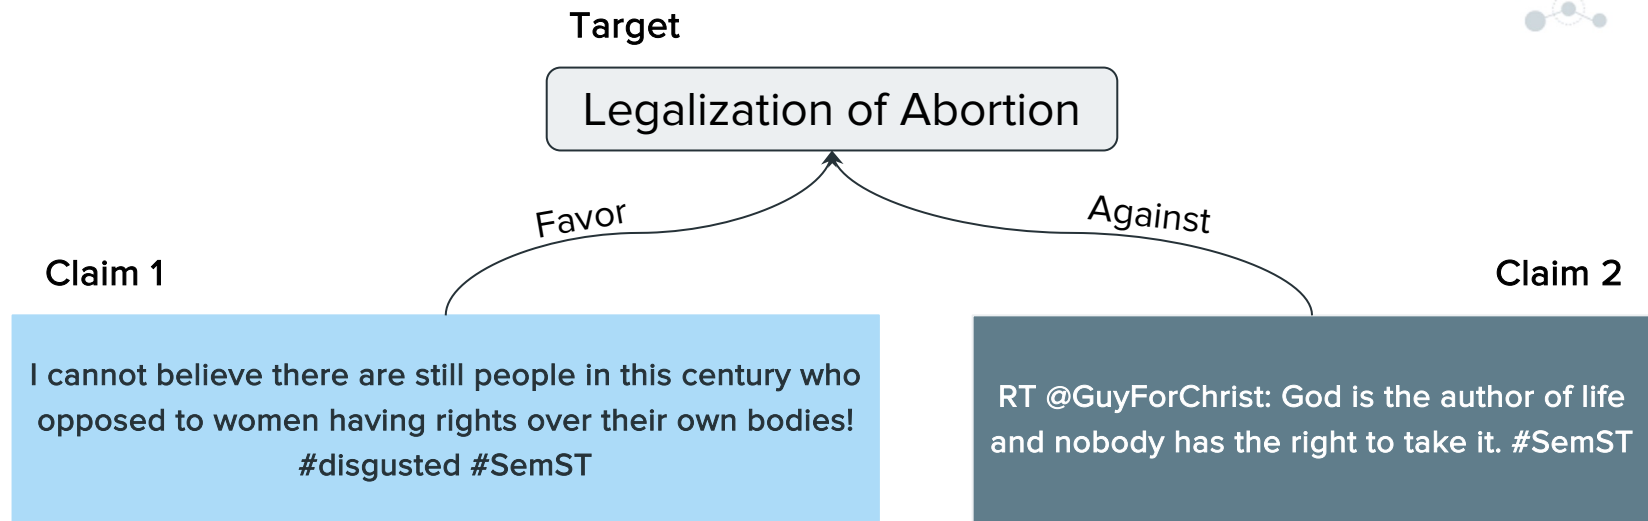 Target
Legalization of Abortion
Favor
Against
Claim 1
Claim 2
I cannot believe there are still people in this century who
opposed to women having rights over their own bodies!
#disgusted #SemST
RT @GuyForChrist: God is the author of life
and nobody has the right to take it. #SemST